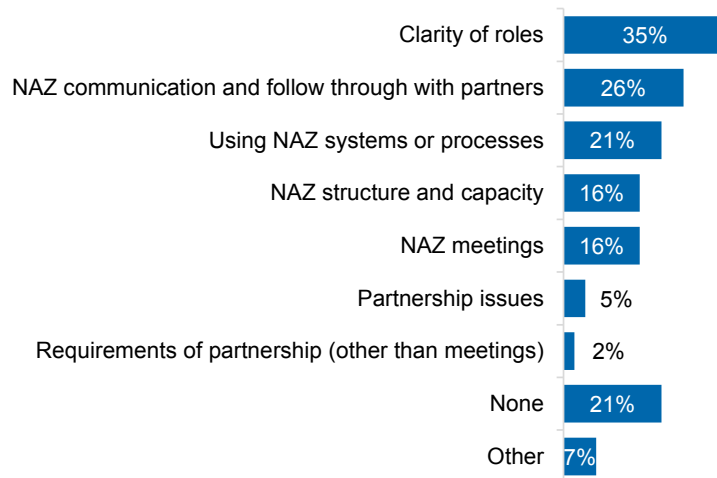 Clarity of roles 35%
NAZ communication and follow through with partners 26%
Using NAZ systems or processes 21%
NAZ structure and capacity 16%
NAZ meetings 16%
Partnership issues 5%
Requirements of partnership (other than meetings) 2%
None 21%
Other 7%